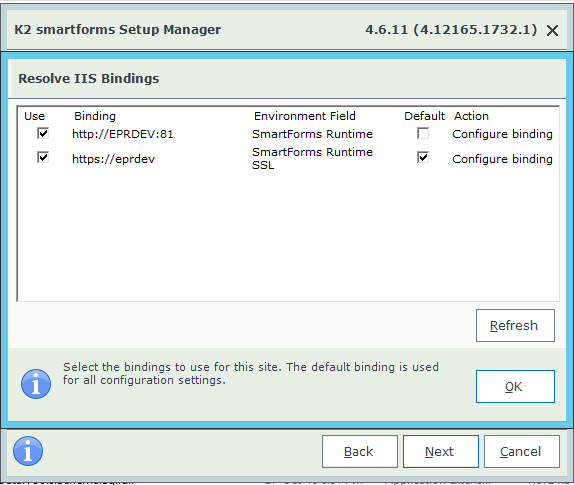 K2 smartforms Setup Manager 4.6.11 (4.12165.1732.1)
Resolve IIS Bindings
Use Binding Environment Field Default Action
http://EPRDEV:81 SmartForms Runtime Configure binding
https://eprdev SmartForms Runtime SSL Configure binding
Refresh
Select the bindings to use for this site. The default binding is used
for all configuration settings.
OK
Back Next Cancel